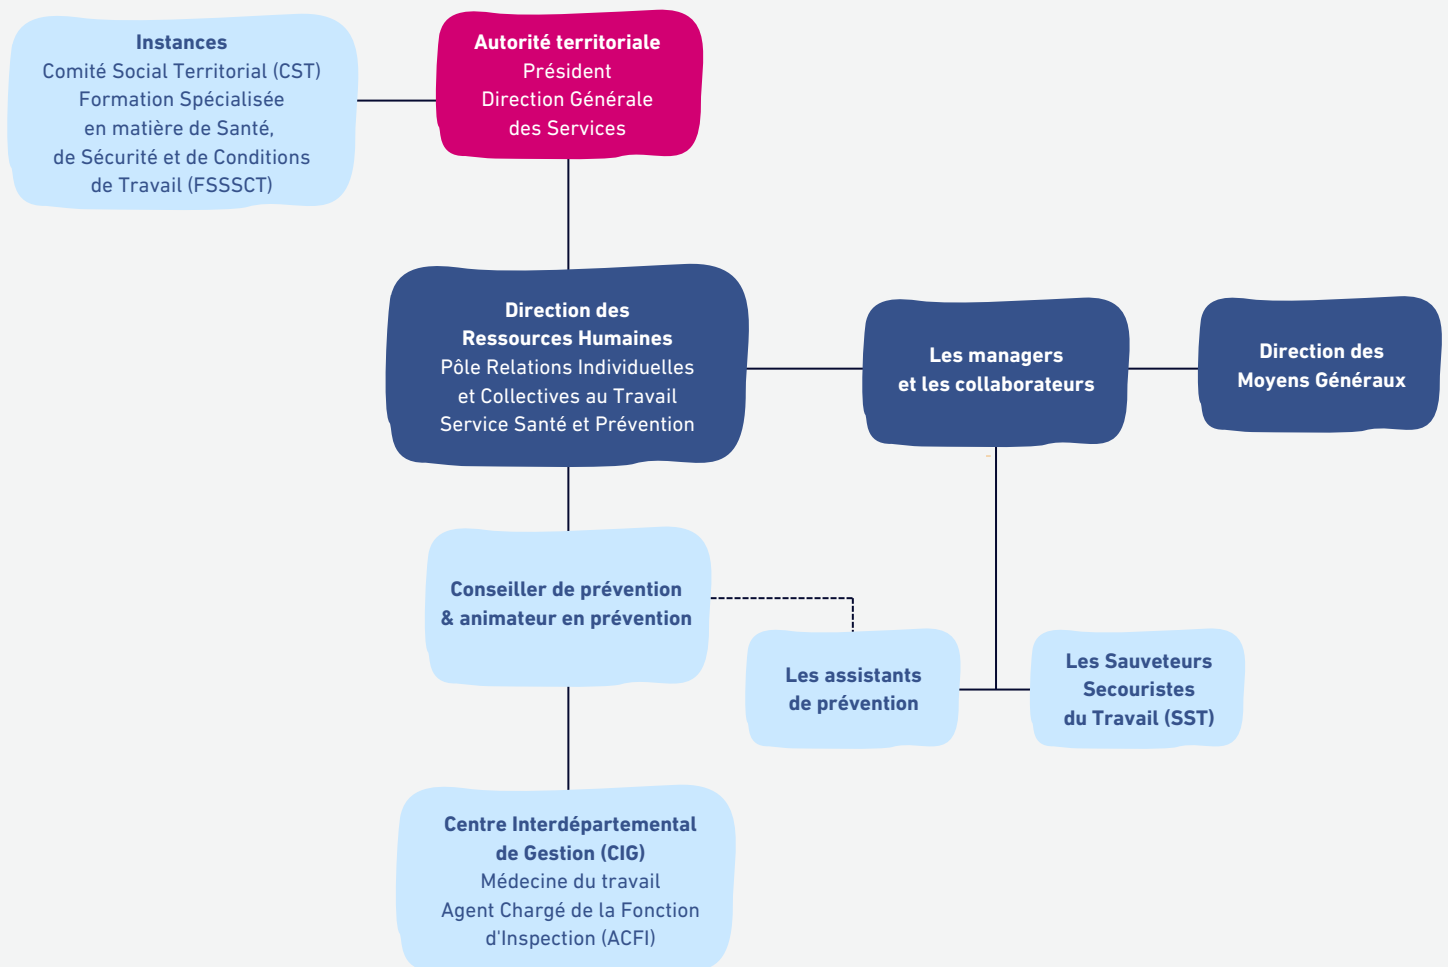 Instances
Comité Social Territorial (CST)
Formation Spécialisée
en matière de Santé,
de Sécurité et de Conditions
de Travail (FSSSCT)
Autorité territoriale
Président
Direction Générale
des Services
Direction des
Ressources Humaines
Pôle Relations Individuelles
et Collectives au Travail
Service Santé et Prévention
Les managers
et les collaborateurs
Direction des
Moyens Généraux
Conseiller de prévention
& animateur en prévention
Les assistants
de prévention
Les Sauveteurs
Secouristes
du Travail (SST)
Centre Interdépartemental
de Gestion (CIG)
Médecine du travail
Agent Chargé de la Fonction
d'Inspection (ACFI)